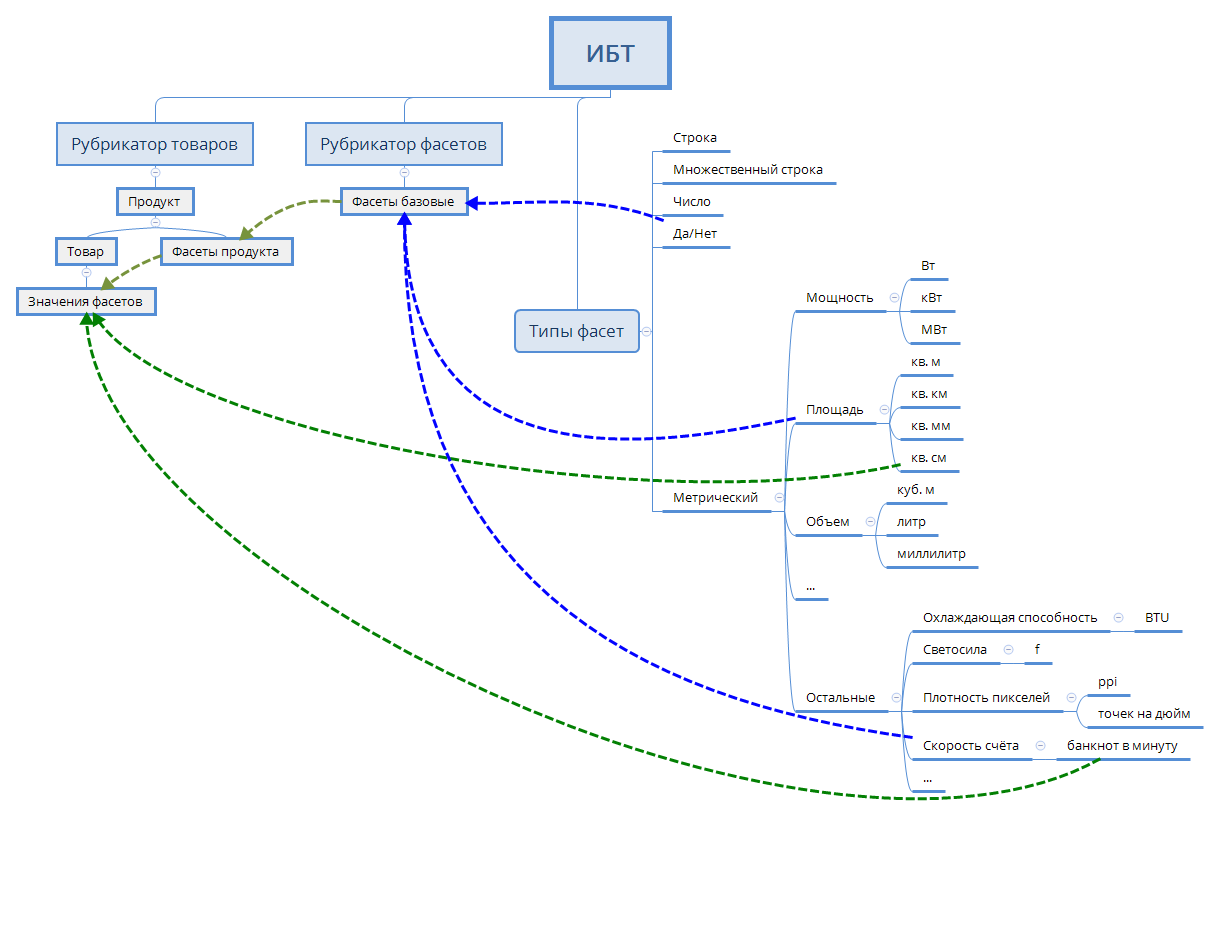 ИБТ
Рубрикатор товаров
Рубрикатор фасетов
Продукт
Товар
Фасеты продукта
Значения фасетов
Фасеты базовые
Типы фасет
Строка
Множественный строка
Число
Да/Нет
Метрический
Мощность
Вт
кВт
МВт
Площадь
кв. м
кв. км
кв. мм
кв. см
Объем
куб. м
литр
миллилитр
...
Остальные
Охлаждающая способность
BTU
Светосила
f
Плотность пикселей
ppi
точек на дюйм
Скорость счёта
банкнот в минуту
...